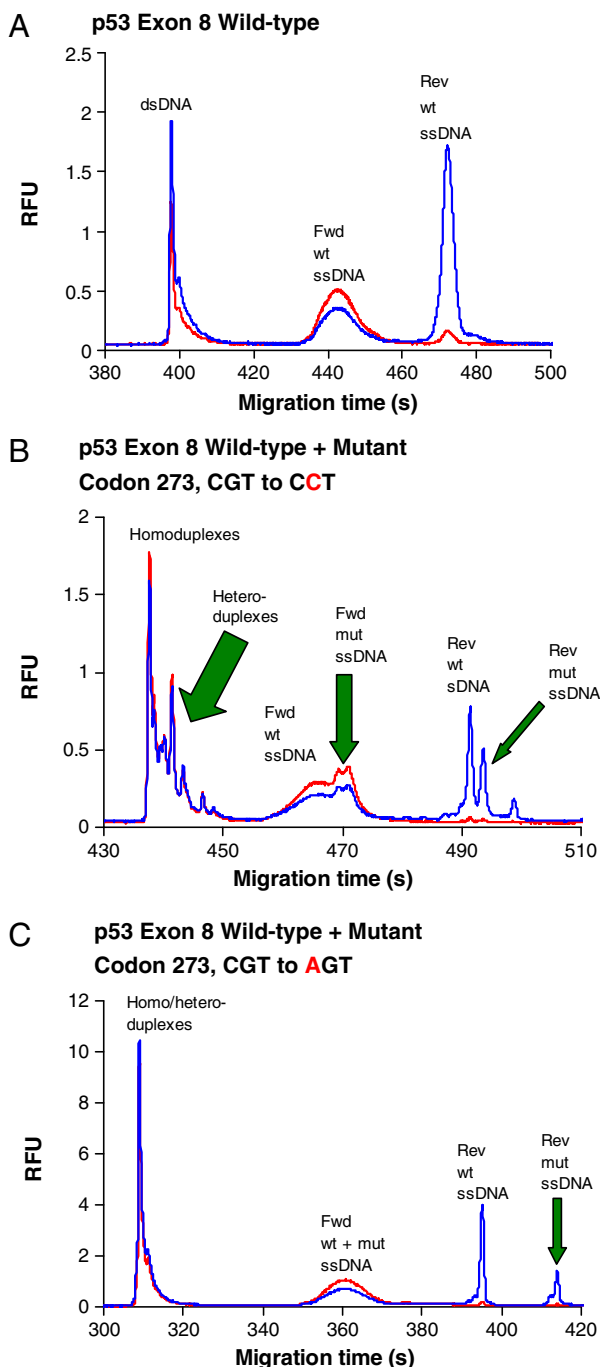 A
p53 Exon 8 Wild-type
2.5
2
1.5
1
0.5
0
RFU
dsDNA
Fwd
wt
ssDNA
Rev
wt
ssDNA
380 400 420 440 460 480 500
Migration time (s)
B
p53 Exon 8 Wild-type + Mutant
Codon 273, CGT to CCT
2
1.5
1
0.5
0
RFU
Homoduplexes
Hetero-
duplexes
Fwd
wt
ssDNA
Fwd
mut
ssDNA
Rev
wt
sDNA
Rev
mut
ssDNA
430 450 470 490 510
Migration time (s)
C
p53 Exon 8 Wild-type + Mutant
Codon 273, CGT to AGT
12
10
8
6
4
2
0
RFU
Homo/hetero-
duplexes
Fwd
wt + mut
ssDNA
Rev
wt
ssDNA
Rev
mut
ssDNA
300 320 340 360 380 400 420
Migration time (s)